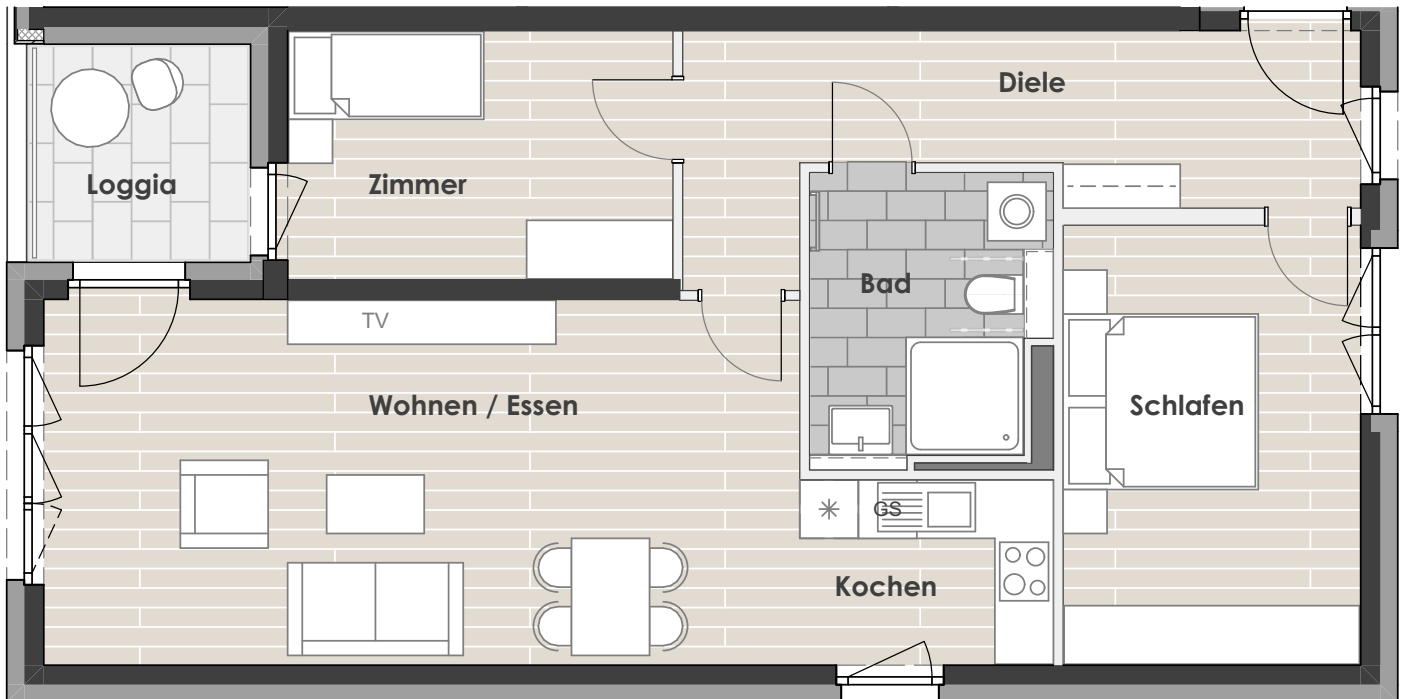 Diele
Loggia
Zimmer
Bad
TV
Wohnen / Essen
Schlafen
GS
Kochen